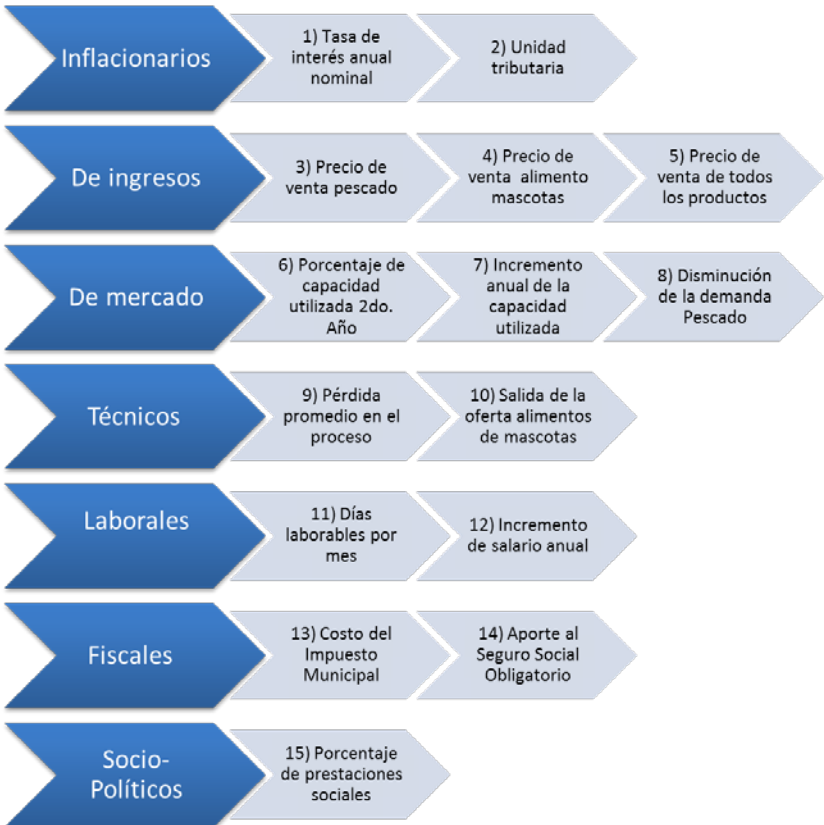 Inflacionarios
1) Tasa de
interés anual
nominal
2) Unidad
tributaria
De ingresos
3) Precio de
venta pescado
4) Precio de
venta alimento
mascotas
5) Precio de
venta de todos
los productos
De mercado
6) Porcentaje de
capacidad
utilizada 2do.
Año
7) Incremento
anual de la
capacidad
utilizada
8) Disminución
de la demanda
Pescado
Técnicos
9) Pérdida
promedio en el
proceso
10) Salida de la
oferta alimentos
de mascotas
Laborales
11) Días
laborables por
mes
12) Incremento
de salario anual
Fiscales
13) Costo del
Impuesto
Municipal
14) Aporte al
Seguro Social
Obligatorio
Socio-
Políticos
15) Porcentaje
de prestaciones
sociales